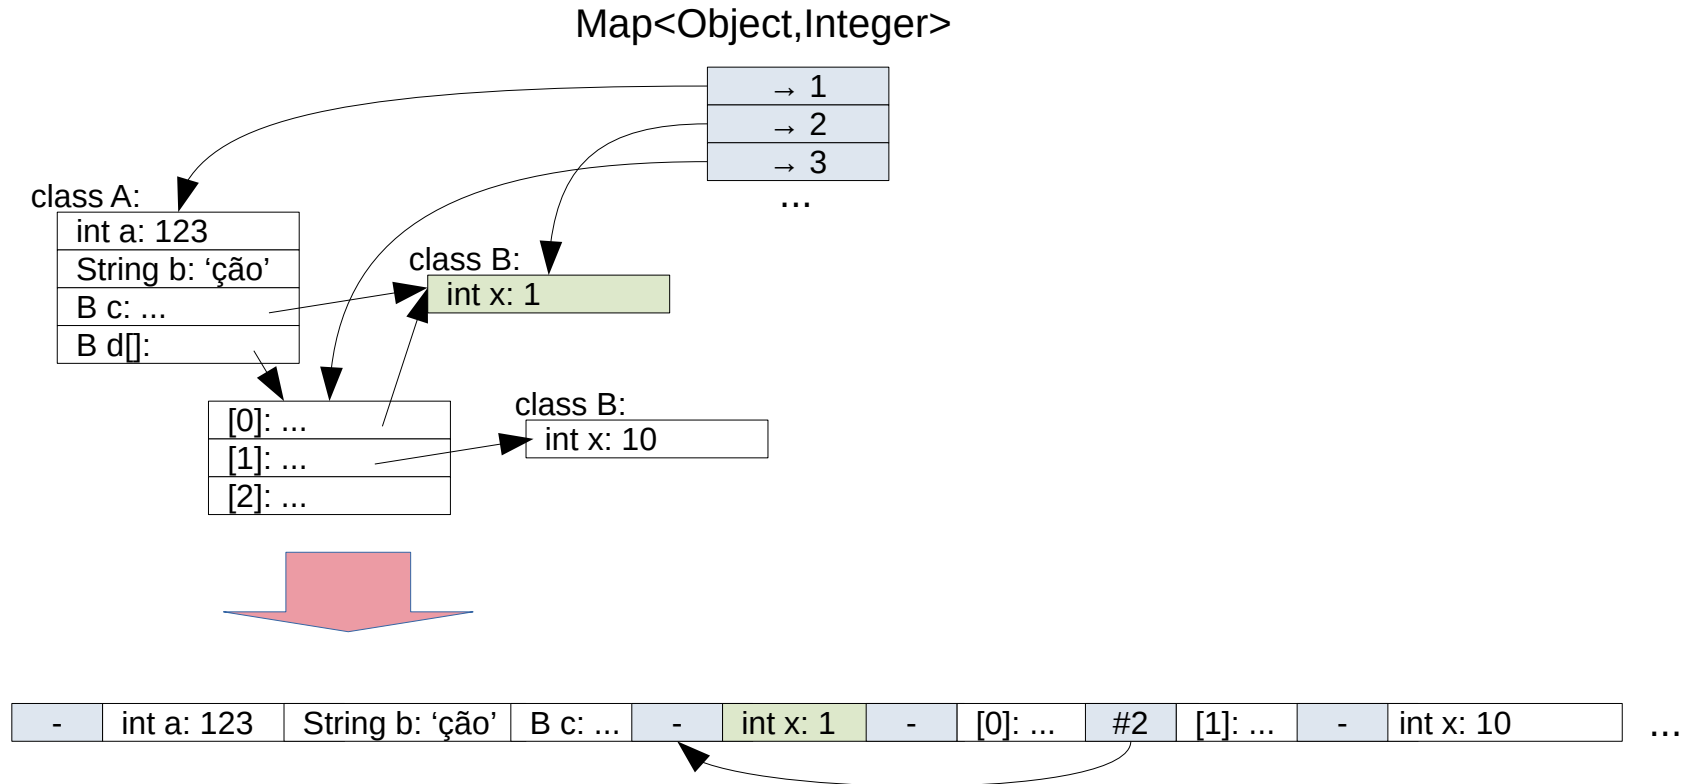 Map<Object,Integer>
→ 1
→ 2
→ 3
...
class A:
int a: 123
String b: ‘ção’
B c: ...
B d[]:
class B:
int x: 1
[0]: ...
[1]: ...
[2]: ...
class B:
int x: 10
- int a: 123 String b: ‘ção’ B c: ... - int x: 1 - [0]: ... #2 [1]: ... - int x: 10 ...